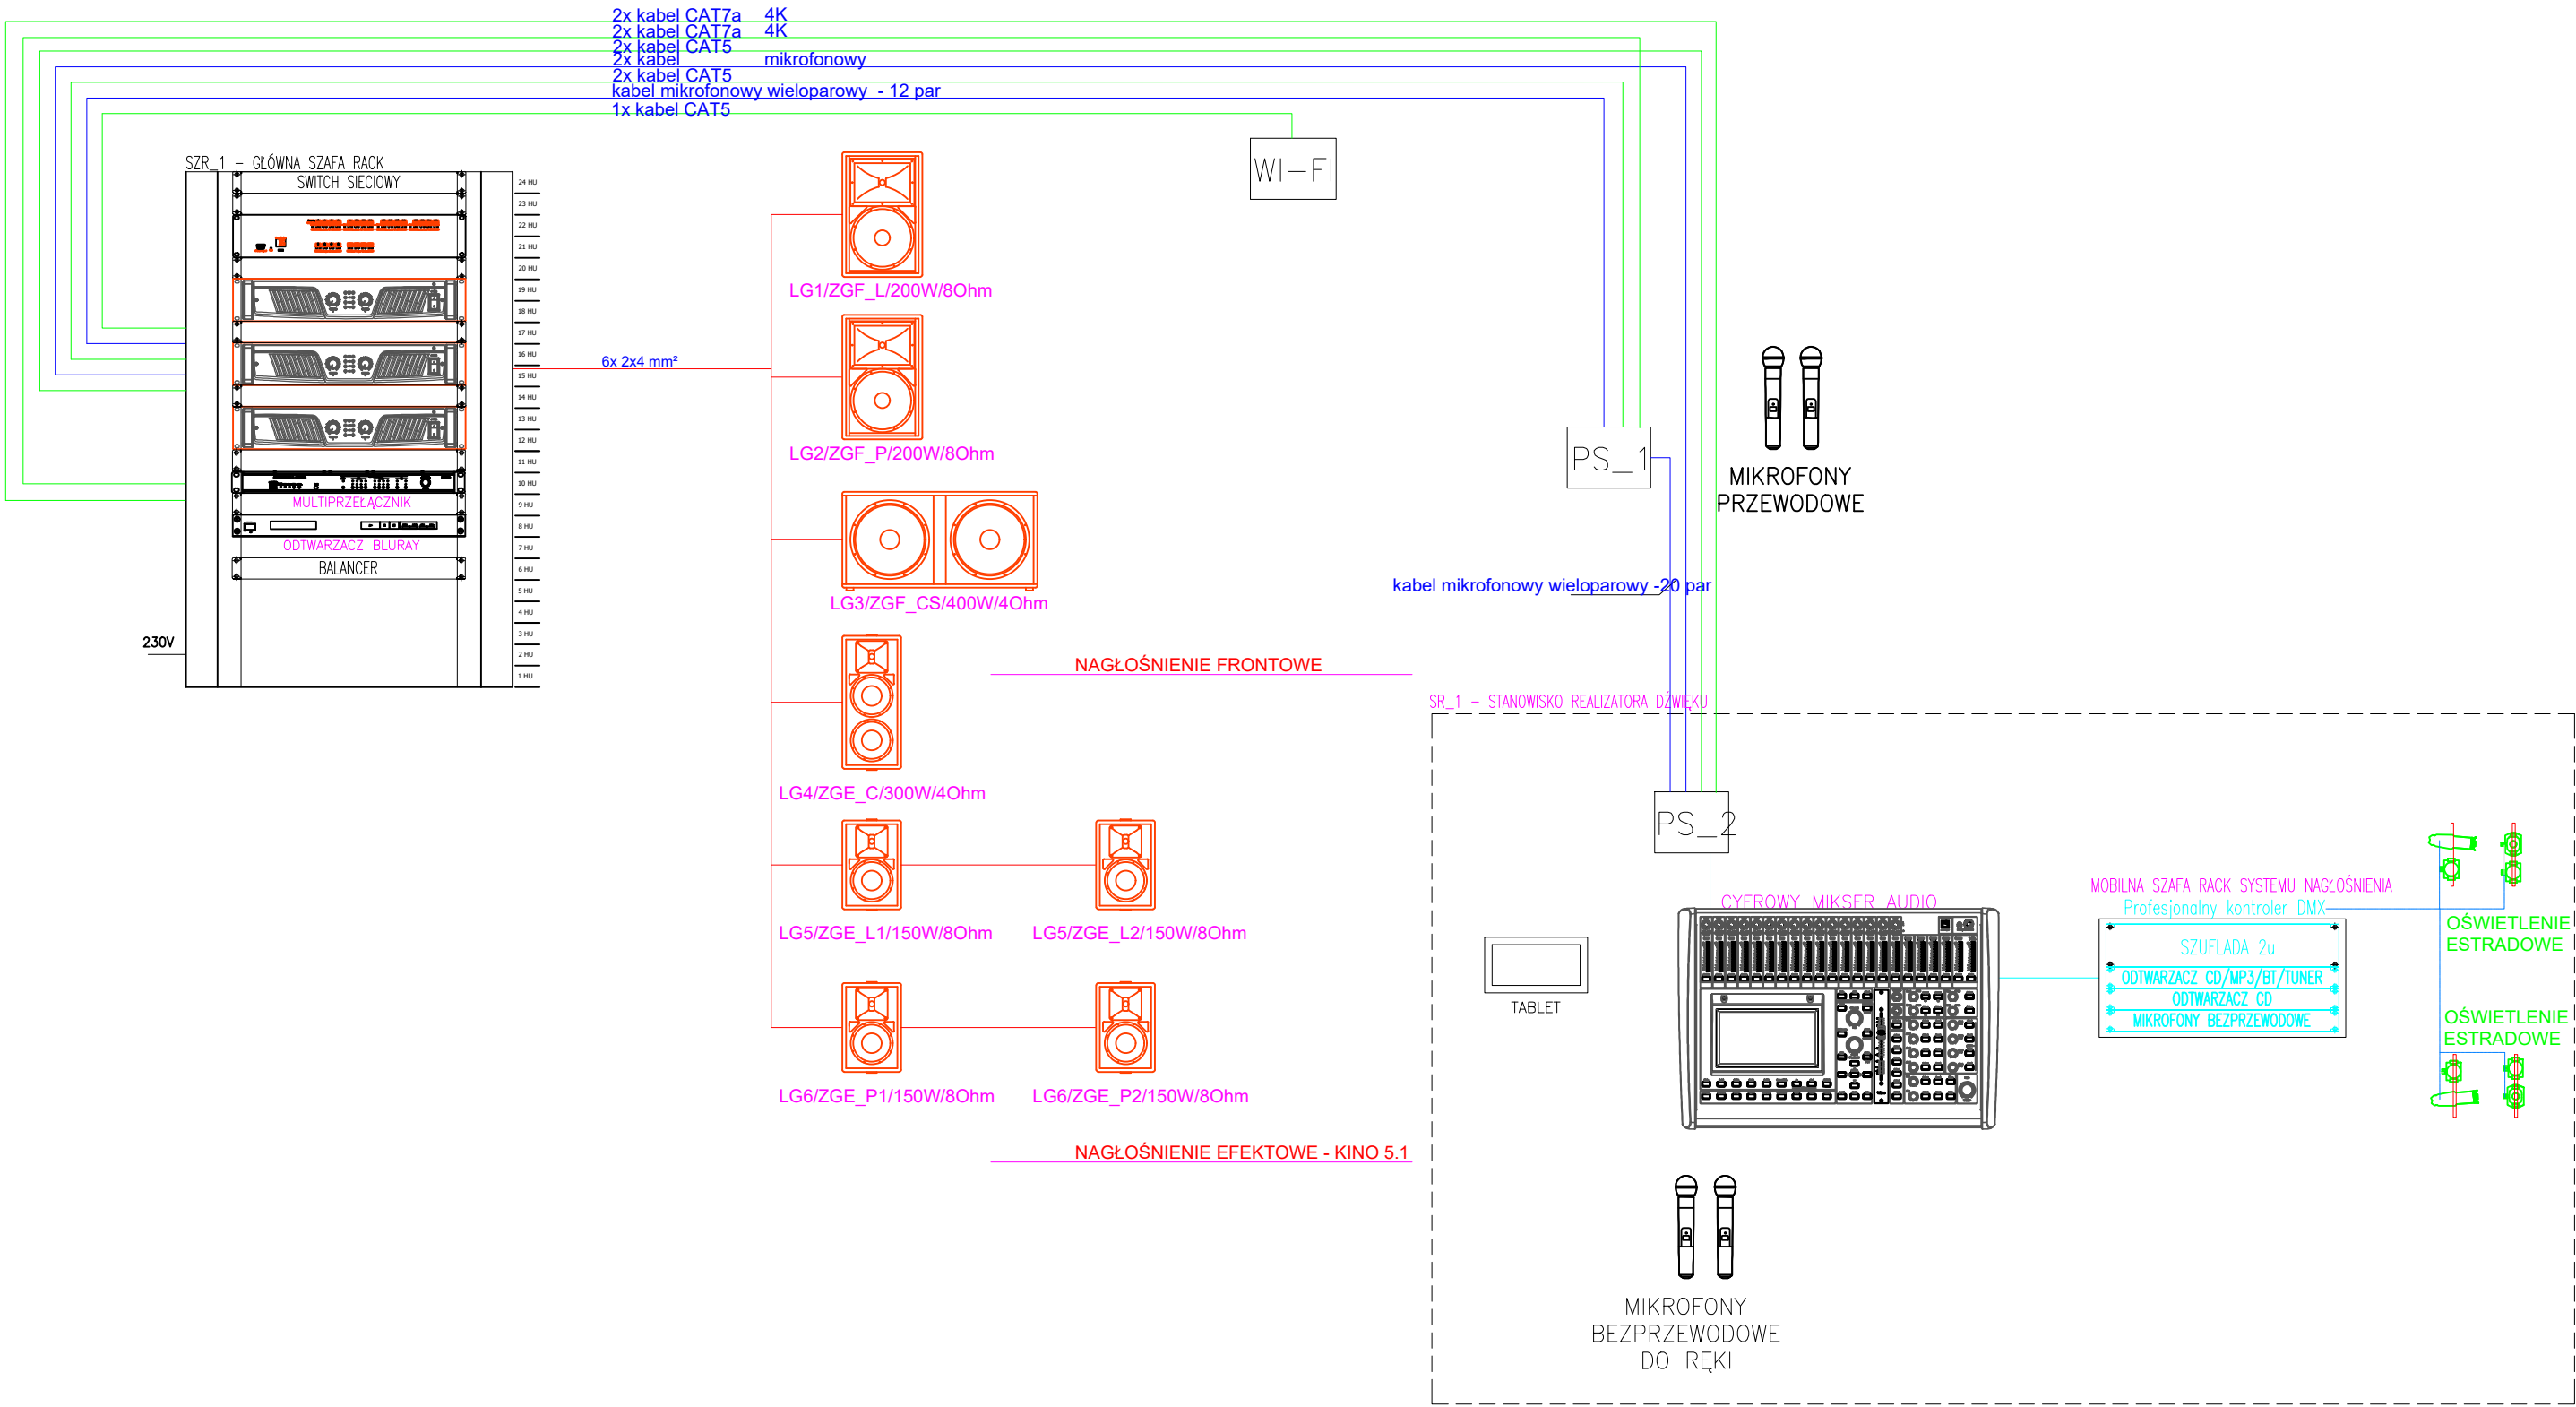 2x kabel CAT7a 4K
2x kabel CAT7a 4K
2x kabel CAT5
2x kabel mikrofonowy
2x kabel CAT5
kabel mikrofonowy wieloparowy - 12 par
1x kabel CAT5
SZR_1 - GŁÓWNA SZAFA RACK
SWITCH SIECIOWY
24 HU
23 HU
22 HU
21 HU
20 HU
19 HU
18 HU
17 HU
16 HU
15 HU
14 HU
13 HU
12 HU
11 HU
10 HU
9 HU
8 HU
7 HU
6 HU
5 HU
4 HU
3 HU
2 HU
1 HU
MULTIPRZEŁĄCZNIK
ODTWARZACZ BLURAY
BALANCER
230V
6x 2x4 mm²
LG1/ZGF_L/200W/8Ohm
LG2/ZGF_P/200W/8Ohm
LG3/ZGF_CS/400W/4Ohm
NAGŁOŚNIENIE FRONTOWE
LG4/ZGE_C/300W/4Ohm
LG5/ZGE_L1/150W/8Ohm
LG5/ZGE_L2/150W/8Ohm
LG6/ZGE_P1/150W/8Ohm
LG6/ZGE_P2/150W/8Ohm
NAGŁOŚNIENIE EFEKTOWE - KINO 5.1
WI-FI
PS_1
MIKROFONY
PRZEWODOWE
kabel mikrofonowy wieloparowy -20 par
SR_1 - STANOWISKO REALIZATORA DŹWIĘKU
PS_2
CYFROWY MIKSER AUDIO
TABLET
MOBILNA SZAFA RACK SYSTEMU NAGŁOŚNIENIA
Profesjonalny kontroler DMX
SZUFLADA 2u
ODTWARZACZ CD/MP3/BT/TUNER
ODTWARZACZ CD
MIKROFONY BEZPRZEWODOWE
OŚWIETLENIE
ESTRADOWE
OŚWIETLENIE
ESTRADOWE
MIKROFONY
BEZPRZEWODOWE
DO RĘKI